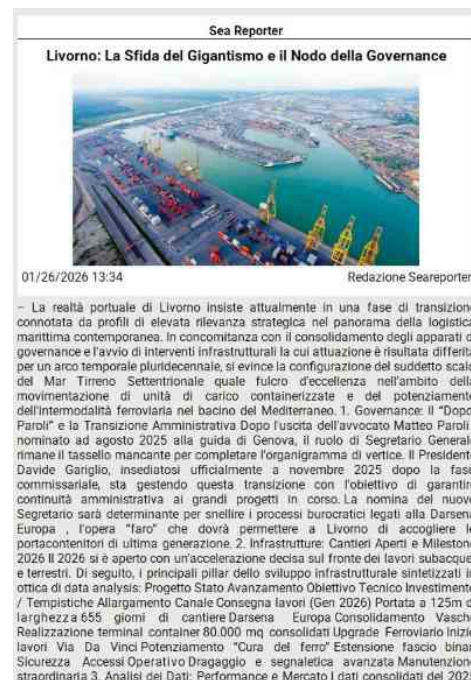 Sea Reporter
Livorno: La Sfida del Gigantismo e il Nodo della Governance
01/26/2026 13:34 Redazione Seareporter
– La realtà portuale di Livorno insiste attualmente in una fase di transizione
connotata da profili di elevata rilevanza strategica nel panorama della logistica
marittima contemporanea. In concomitanza con il consolidamento degli apparati di
governance e l'avvio di interventi infrastrutturali la cui attuazione è risultata differita
per un arco temporale pluridecennale, si evince la configurazione del suddetto scalo
del Mar Tirreno Settentrionale quale fulcro d'eccellenza nell'ambito della
movimentazione di unità di carico containerizzate e del potenziamento
dell'intermodalità ferroviaria nel bacino del Mediterraneo. 1. Governance: Il "Dopo
Paroli" e la Transizione Amministrativa Dopo l'uscita dell'avvocato Matteo Paroli
nominato ad agosto 2025 alla guida di Genova, il ruolo di Segretario Generale
rimane il tassello mancante per completare l'organigramma di vertice. Il Presidente
Davide Gariglio, insediatosi ufficialmente a novembre 2025 dopo la fase
commissariale, sta gestendo questa transizione con l'obiettivo di garantire
continuità amministrativa ai grandi progetti in corso. La nomina del nuovo
Segretario sarà determinante per snellire i processi burocratici legati alla Darsena
Europa , l'opera "faro" che dovrà permettere a Livorno di accogliere le
portacontenitori di ultima generazione. 2. Infrastrutture: Cantieri Aperti e Milestone
2026 Il 2026 si è aperto con un'accelerazione decisa sul fronte dei lavori subacquei
e terrestri. Di seguito, i principali pillar dello sviluppo infrastrutturale sintetizzati in
ottica di data analysis: Progetto Stato Avanzamento Obiettivo Tecnico Investimento
/ Tempistiche Allargamento Canale Consegna lavori (Gen 2026) Portata a 125m di
larghezza 655 giorni di cantiere Darsena Europa Consolidamento Vasche
Realizzazione terminal container 80.000 mq consolidati Upgrade Ferroviario Inizio
lavori Via Da Vinci Potenziamento "Cura del ferro" Estensione fascio binari
Sicurezza Accessi Operativo Dragaggio e segnaletica avanzata Manutenzione
straordinaria 3. Analisi dei Dati: Performance e Mercato I dati consolidati del